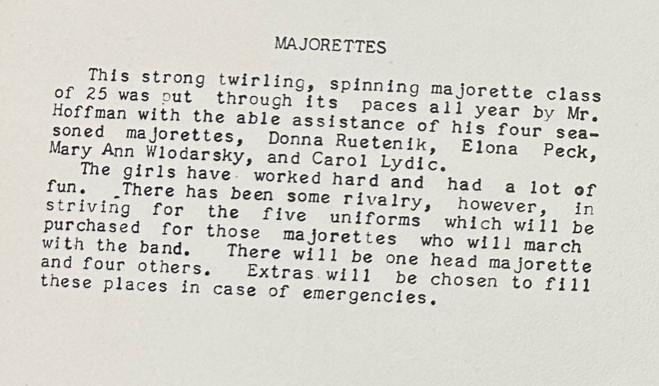 MAJORETTES
This strong twirling, spinning majorette class
of 25 was put through its paces all year by Mr.
Hoffman with the able assistance of his four sea-
soned majorettes, Donna Ruetenik, Elona Peck,
Mary Ann Wlodarsky, and Carol Lydic.
The girls have worked hard and had a lot of
fun. There has been some rivalry, however, in
striving for the five uniforms which will be
purchased for those majorettes who will march
with the band. There will be one head majorette
and four others. Extras will be chosen to fill
these places in case of emergencies.